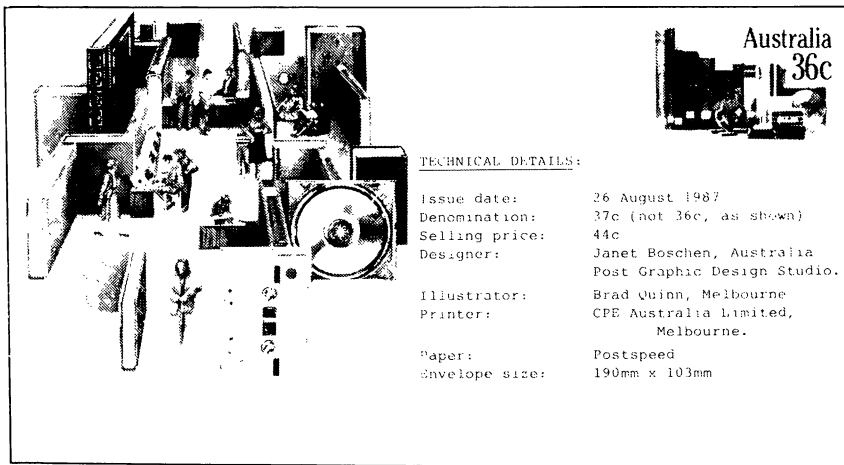 Australia
36c
TECHNICAL DETAILS:
Issue date: 26 August 1987
Denomination: 37c (not 36c, as shown)
Selling price: 44c
Designer: Janet Boschen, Australia
Post Graphic Design Studio.
Illustrator: Brad Quinn, Melbourne
Printer: CPE Australia Limited,
Melbourne.
Paper: Postspeed
Envelope size: 190mm x 103mm